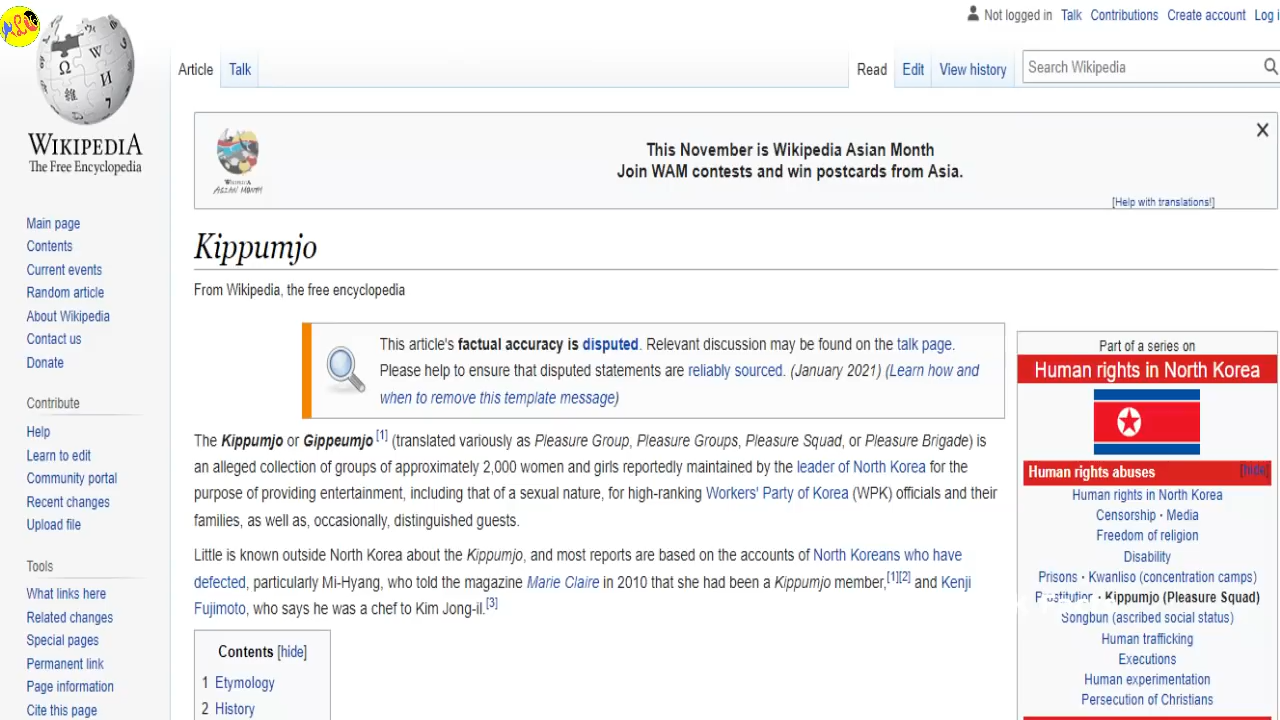 Not logged in Talk Contributions Create account Log i
Article Talk Read Edit View history Search Wikipedia
WIKIPEDIA
The Free Encyclopedia
This November is Wikipedia Asian Month
Join WAM contests and win postcards from Asia.
[Help with translations!]
WIKIPEDIA
ASIAN MONTH
Main page
Contents
Current events
Random article
About Wikipedia
Contact us
Donate
Contribute
Help
Learn to edit
Community portal
Recent changes
Upload file
Tools
What links here
Related changes
Special pages
Permanent link
Page information
Cite this page
Kippumjo
From Wikipedia, the free encyclopedia
This article's factual accuracy is disputed. Relevant discussion may be found on the talk page.
Please help to ensure that disputed statements are reliably sourced. (January 2021) (Learn how and
when to remove this template message)
The Kippumjo or Gippeumjo [1] (translated variously as Pleasure Group, Pleasure Groups, Pleasure Squad, or Pleasure Brigade) is
an alleged collection of groups of approximately 2,000 women and girls reportedly maintained by the leader of North Korea for the
purpose of providing entertainment, including that of a sexual nature, for high-ranking Workers' Party of Korea (WPK) officials and their
families, as well as, occasionally, distinguished guests.
Little is known outside North Korea about the Kippumjo, and most reports are based on the accounts of North Koreans who have
defected, particularly Mi-Hyang, who told the magazine Marie Claire in 2010 that she had been a Kippumjo member,[1][2] and Kenji
Fujimoto, who says he was a chef to Kim Jong-il.[3]
Contents [hide]
1 Etymology
2 History
Part of a series on
Human rights in North Korea
Human rights abuses [hide]
Human rights in North Korea
Censorship · Media
Freedom of religion
Disability
Prisons · Kwanliso (concentration camps)
Prostitution · Kippumjo (Pleasure Squad)
Songbun (ascribed social status)
Human trafficking
Executions
Human experimentation
Persecution of Christians